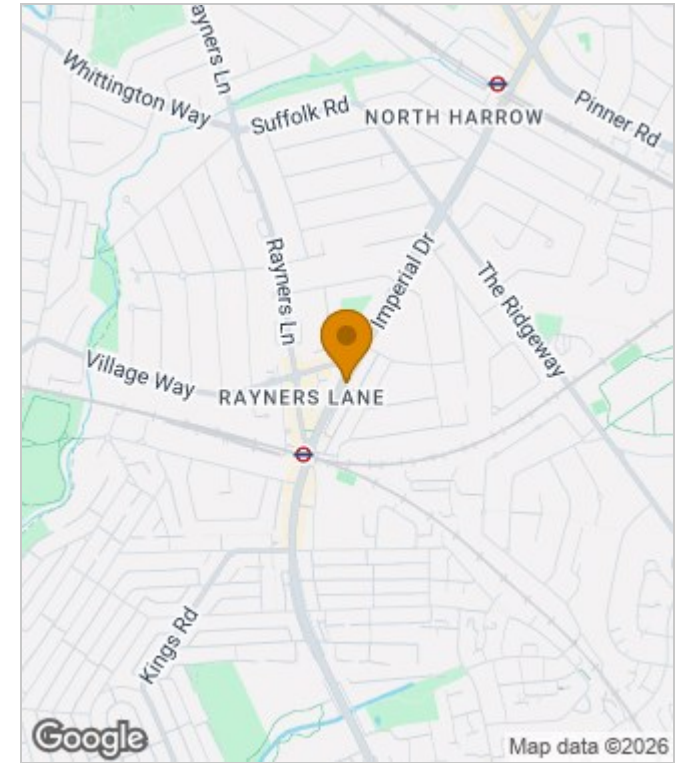 ayners Ln
Whittington Way
Suffolk Rd
NORTH HARROW
Pinner Rd
Rayners Ln
Imperial Dr
The Ridgeway
Village Way
RAYNERS LANE
Kings Rd
Google
Map data ©2026